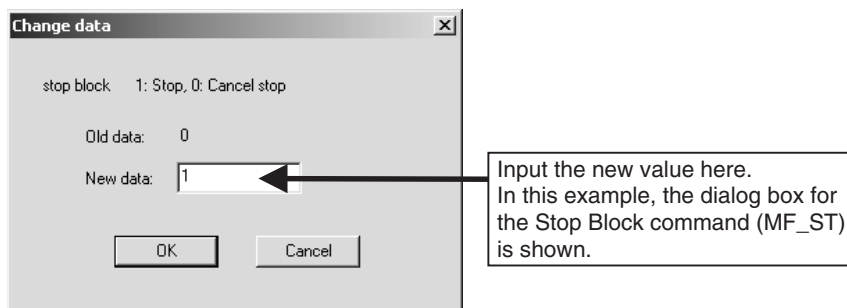 Change data
stop block 1: Stop, 0: Cancel stop
Old data: 0
New data: 1
OK Cancel
Input the new value here.
In this example, the dialog box for
the Stop Block command (MF_ST)
is shown.